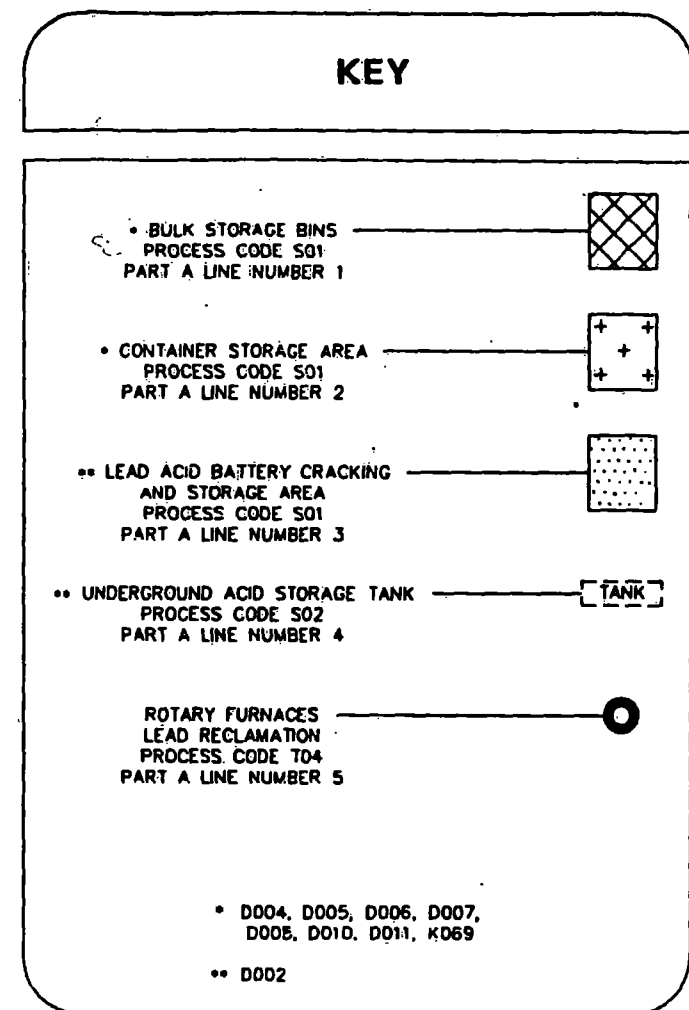 KEY
• BULK STORAGE BINS
PROCESS CODE S01
PART A LINE NUMBER 1
• CONTAINER STORAGE AREA
PROCESS CODE S01
PART A LINE NUMBER 2
•• LEAD ACID BATTERY CRACKING
AND STORAGE AREA
PROCESS CODE S01
PART A LINE NUMBER 3
•• UNDERGROUND ACID STORAGE TANK
TANK
PROCESS CODE S02
PART A LINE NUMBER 4
ROTARY FURNACES
LEAD RECLAMATION
PROCESS CODE T04
PART A LINE NUMBER 5
* D004, D005, D006, D007,
D008, D010, D011, K069
•• D002